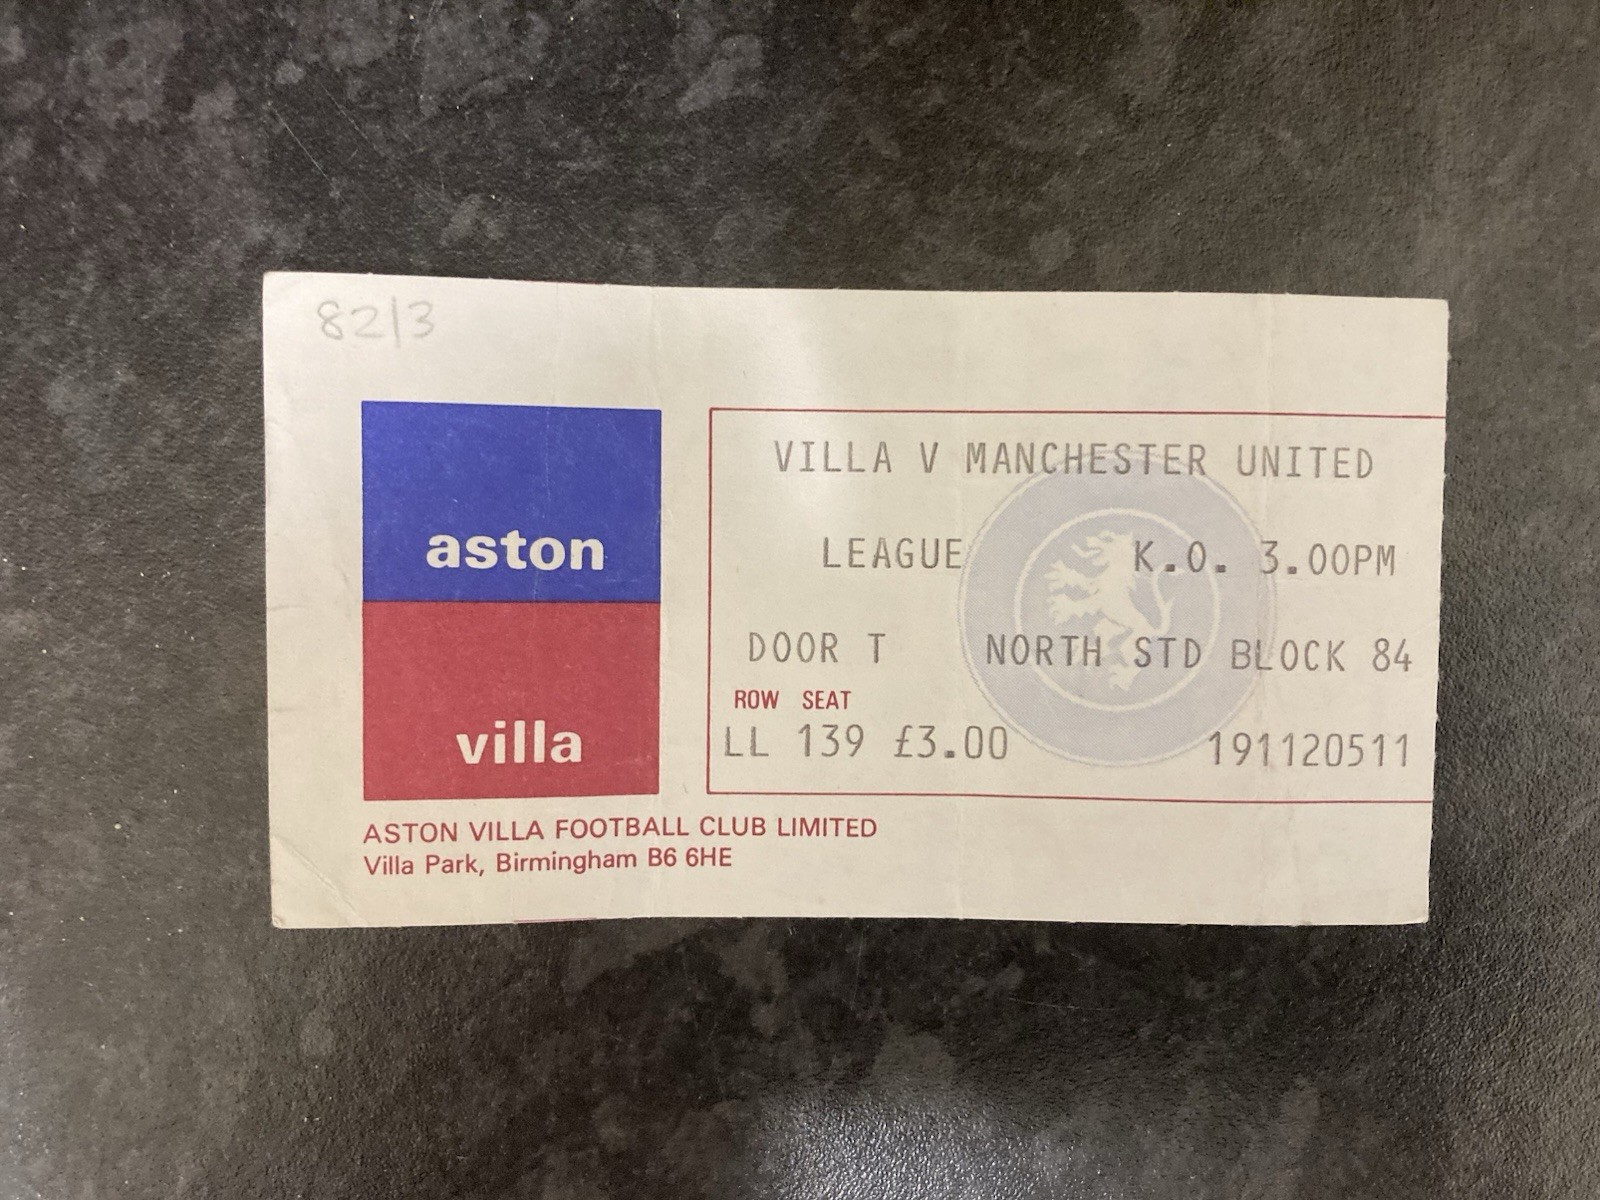 82/3
aston
villa
VILLA V MANCHESTER UNITED
LEAGUE K.O. 3.00PM
DOOR T NORTH STD BLOCK 84
ROW SEAT
LL 139 £3.00 191120511
ASTON VILLA FOOTBALL CLUB LIMITED
Villa Park, Birmingham B6 6HE